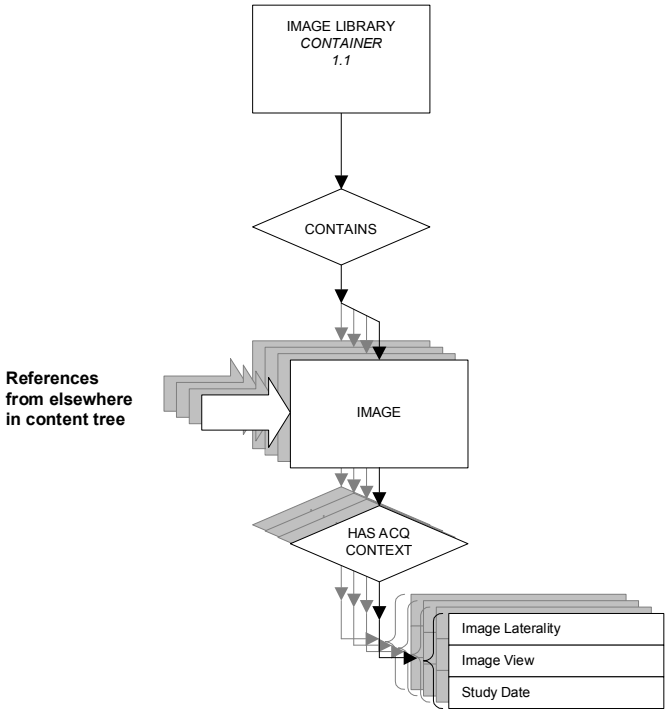 IMAGE LIBRARY
CONTAINER
1.1
CONTAINS
References
from elsewhere
in content tree
IMAGE
HAS ACQ
CONTEXT
Image Laterality
Image View
Study Date